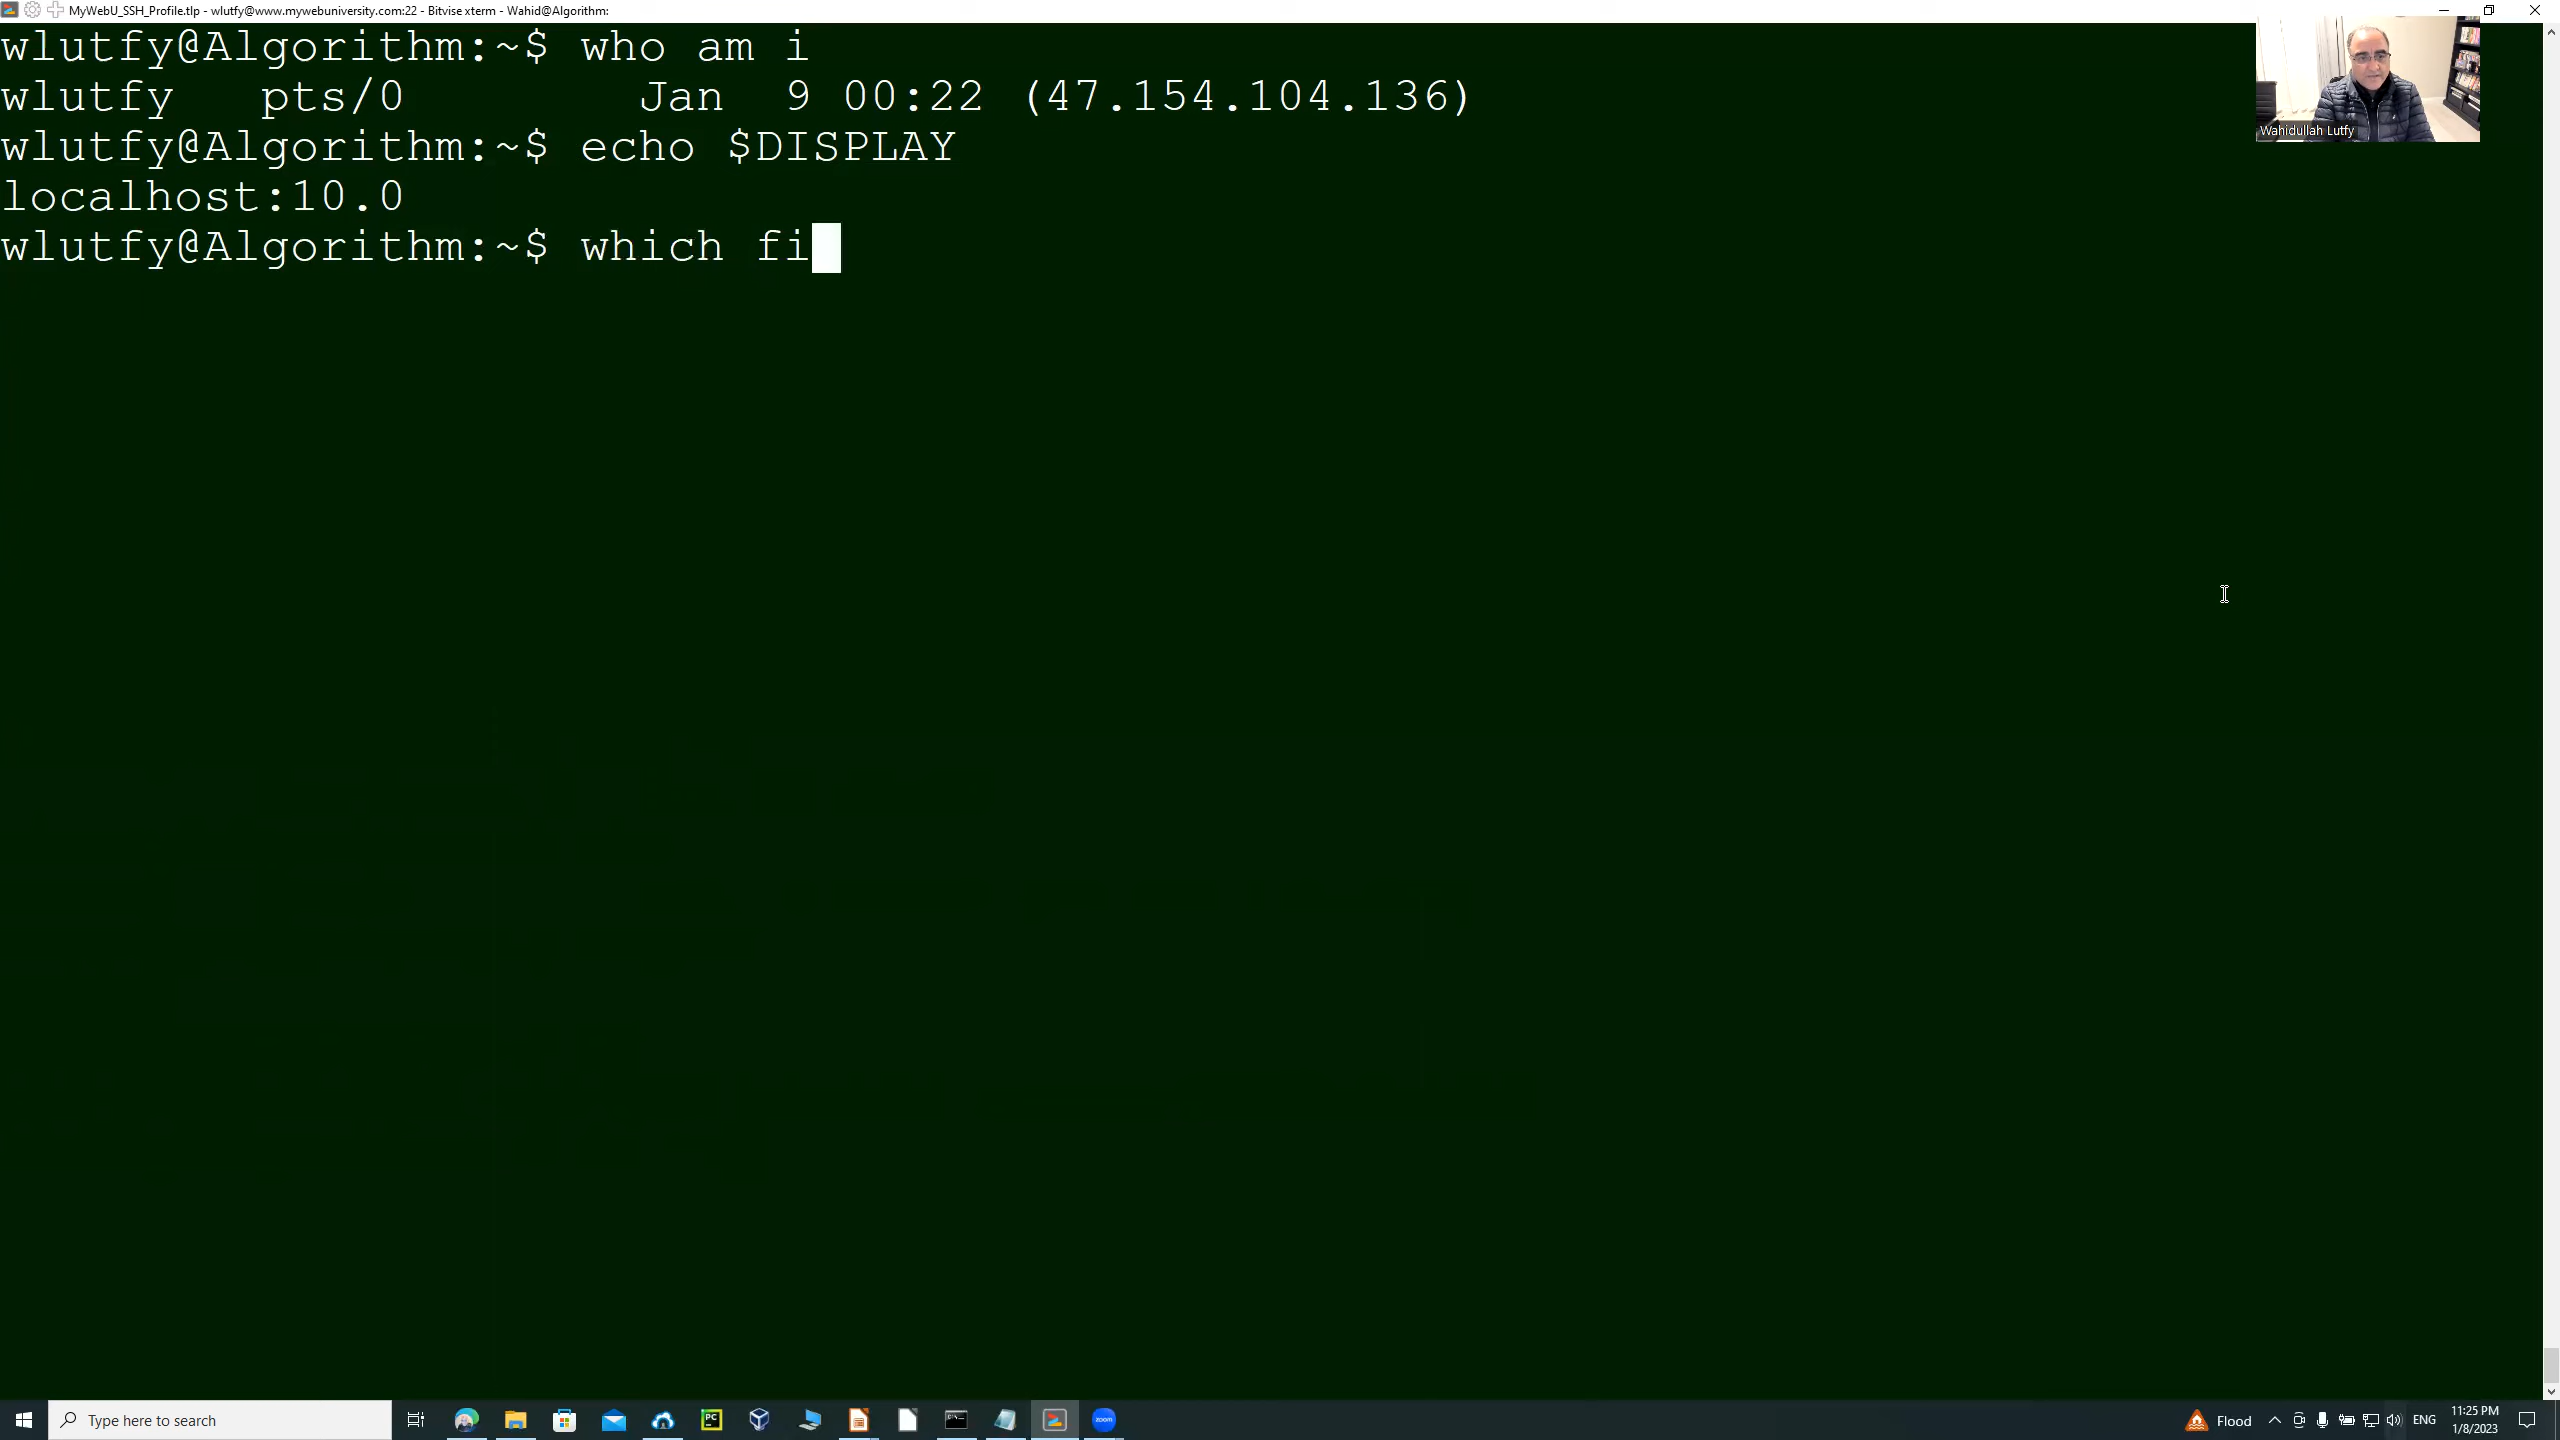 MyWebU_SSH_Profile.tlp - wlutfy@www.mywebuniversity.com:22 - Bitvise xterm - Wahid@Algorithm:
wlutfy@Algorithm:~$ who am i
wlutfy   pts/0        Jan  9 00:22 (47.154.104.136)
wlutfy@Algorithm:~$ echo $DISPLAY
localhost:10.0
wlutfy@Algorithm:~$ which fi
Wahidullah Lutfy
Type here to search
PC
zoom
Flood
ENG
11:25 PM
1/8/2023